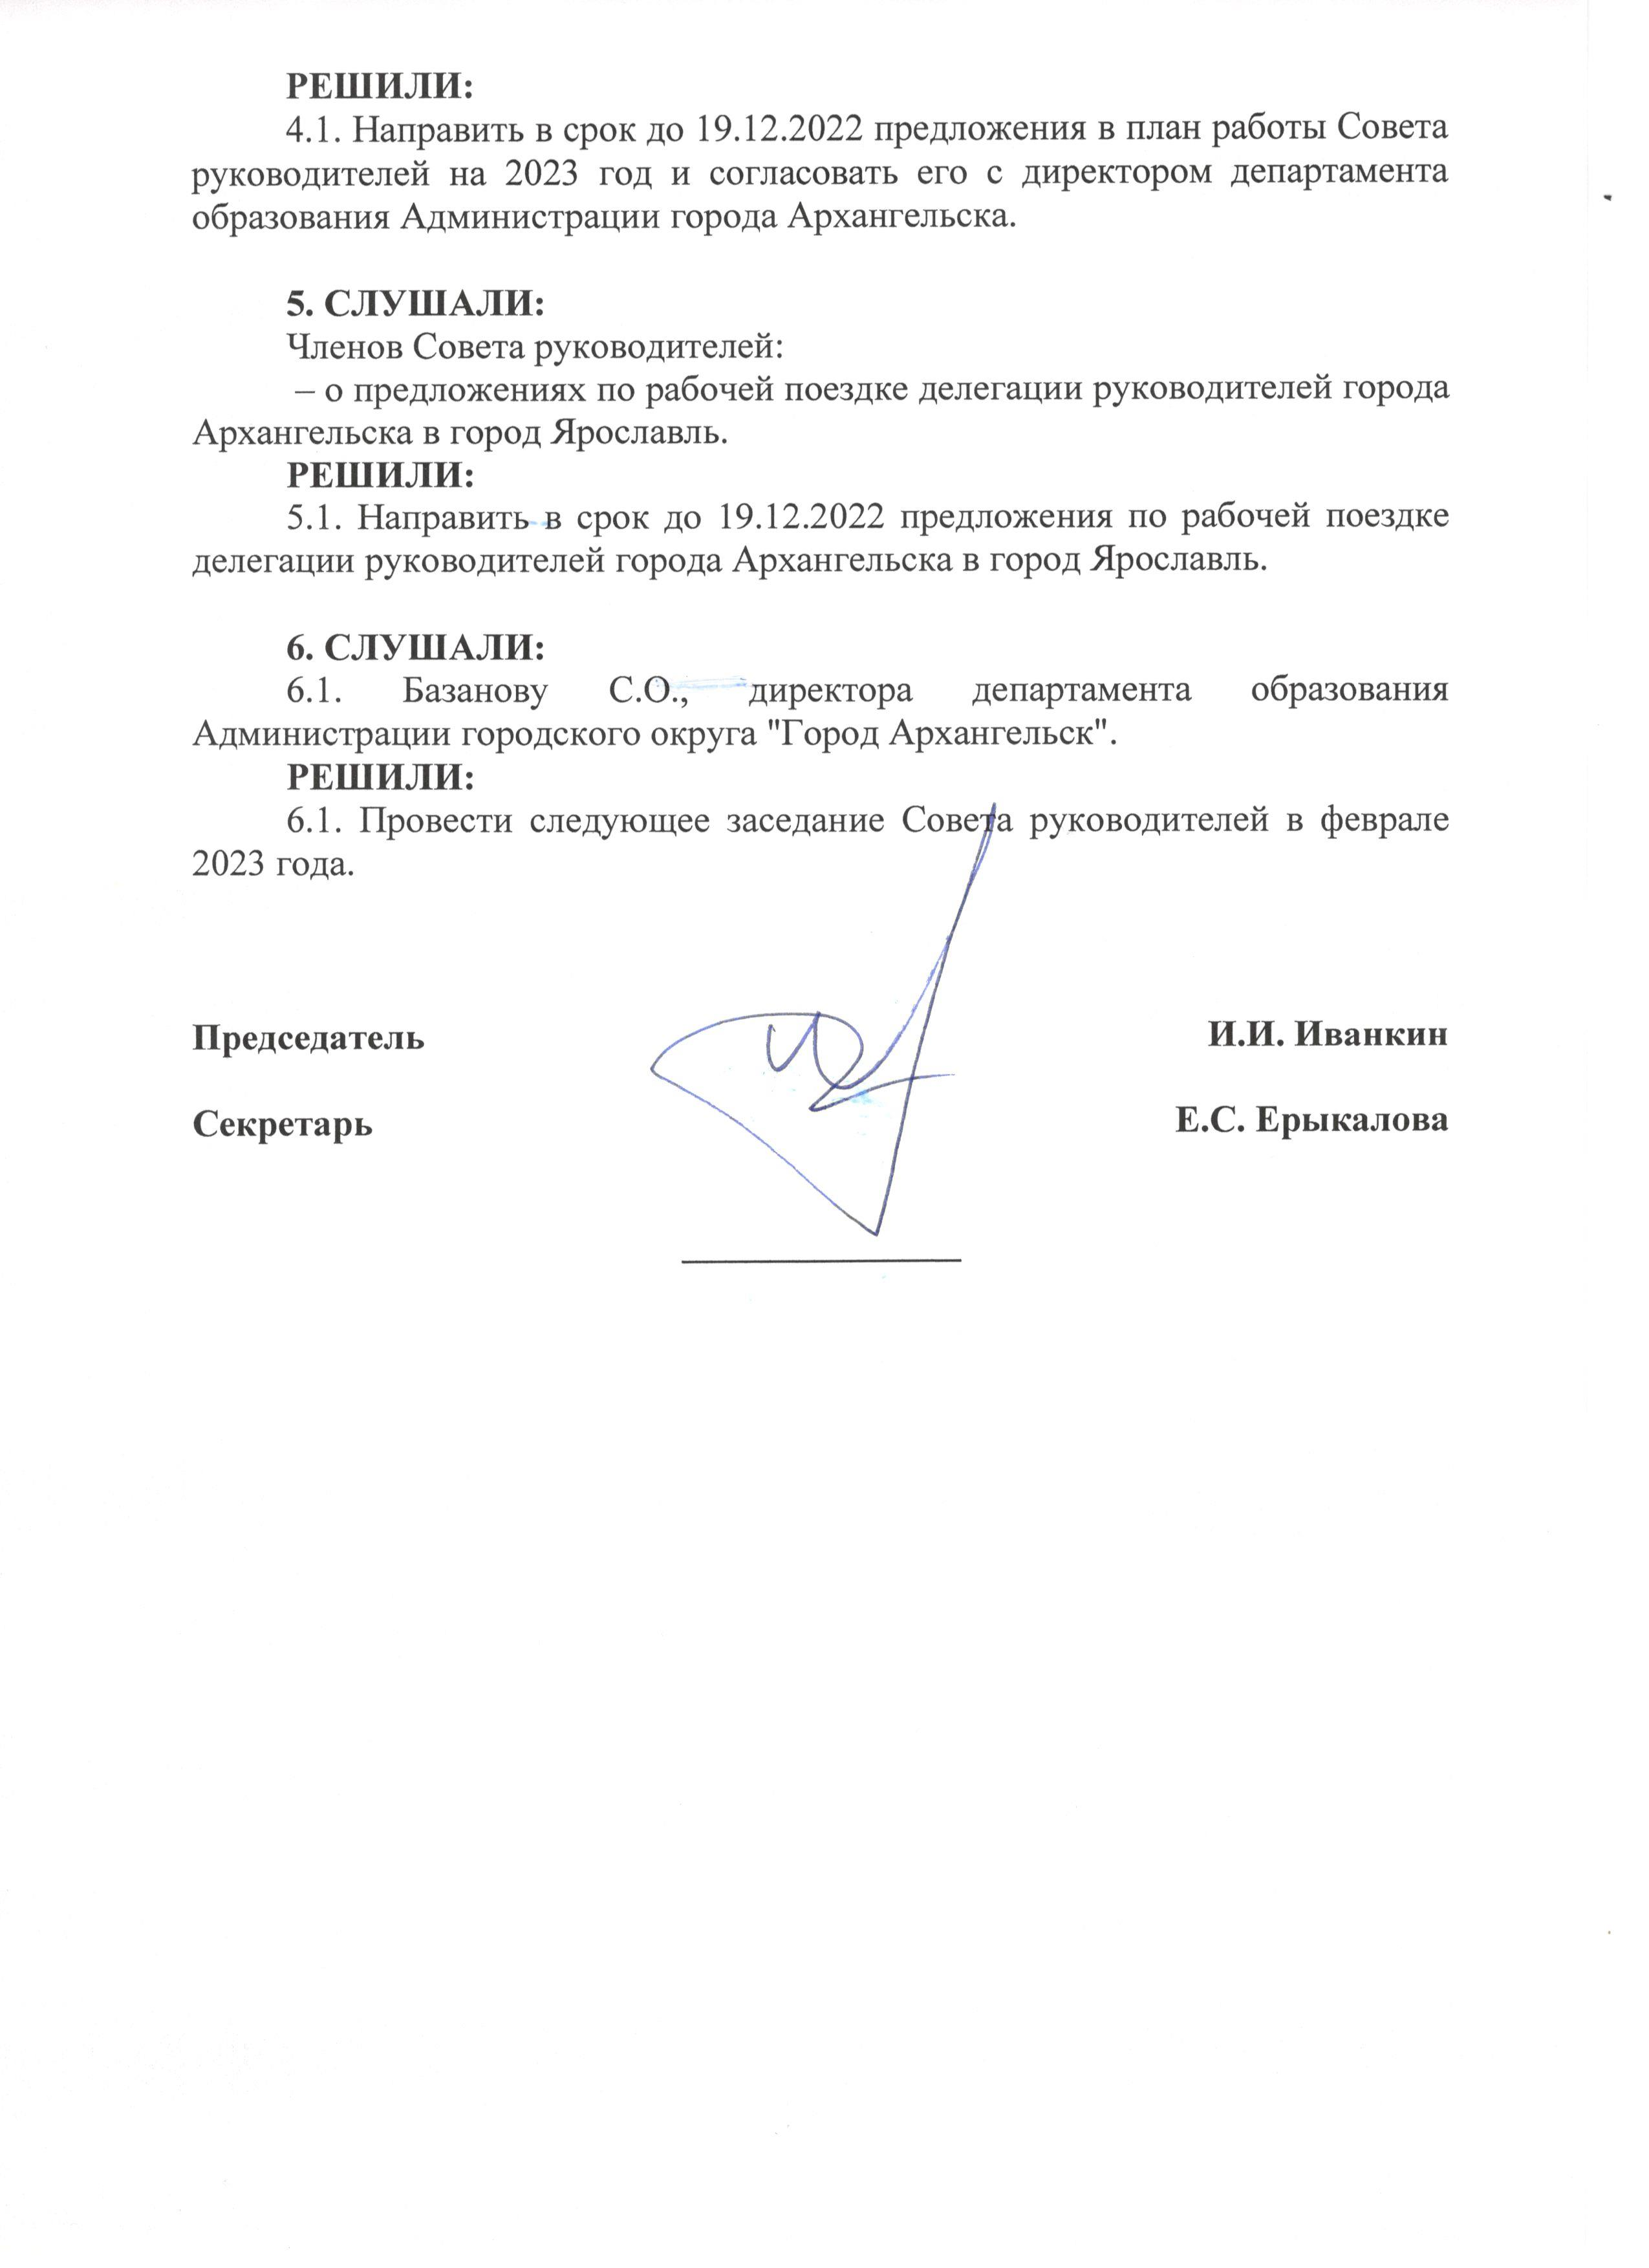 РЕШИЛИ:
4.1. Направить в срок до 19.12.2022 предложения в план работы Совета
руководителей на 2023 год и согласовать его с директором департамента
образования Администрации города Архангельска.
5. СЛУШАЛИ:
Членов Совета руководителей:
– о предложениях по рабочей поездке делегации руководителей города
Архангельска в город Ярославль.
РЕШИЛИ:
5.1. Направить в срок до 19.12.2022 предложения по рабочей поездке
делегации руководителей города Архангельска в город Ярославль.
6. СЛУШАЛИ:
6.1. Базанову С.О., директора департамента образования
Администрации городского округа "Город Архангельск".
РЕШИЛИ:
6.1. Провести следующее заседание Совета руководителей в феврале
2023 года.
Председатель И.И. Иванкин
Секретарь Е.С. Ерыкалова